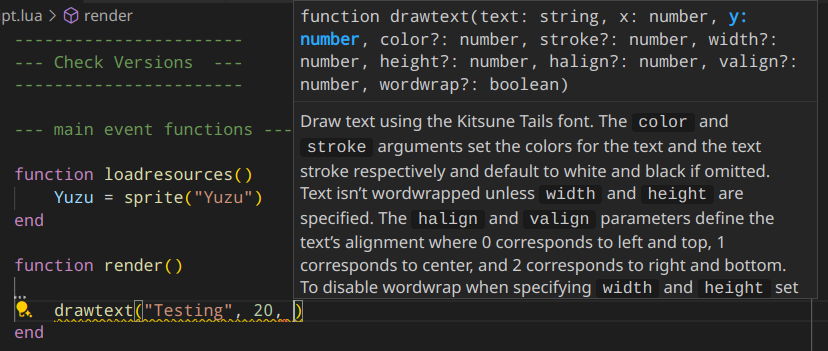 pt.lua > render
-----------------------
--- Check Versions  ---
-----------------------
--- main event functions ---
function loadresources()
Yuzu = sprite("Yuzu")
end
function render()
...
drawtext("Testing", 20, )
end
function drawtext(text: string, x: number, y:
number, color?: number, stroke?: number, width?:
number, height?: number, halign?: number, valign?:
number, wordwrap?: boolean)
Draw text using the Kitsune Tails font. The color and
stroke arguments set the colors for the text and the text
stroke respectively and default to white and black if omitted.
Text isn’t wordwrapped unless width and height are
specified. The halign and valign parameters define the
text’s alignment where 0 corresponds to left and top, 1
corresponds to center, and 2 corresponds to right and bottom.
To disable wordwrap when specifying width and height set